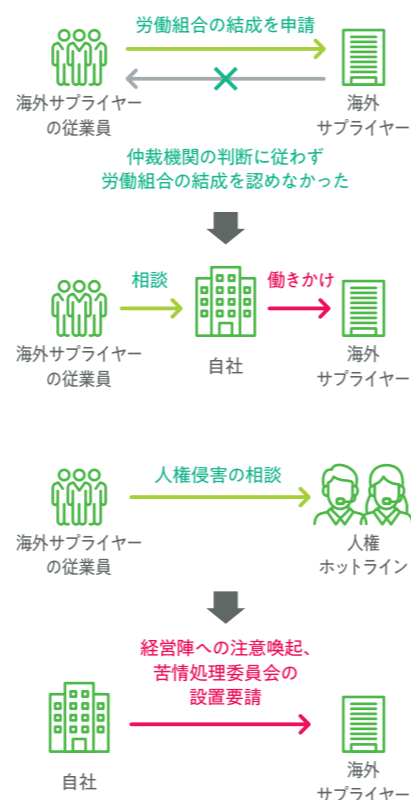 労働組合の結成を申請
海外サプライヤー
の従業員
海外
サプライヤー
仲裁機関の判断に従わず
労働組合の結成を認めなかった
相談
働きかけ
海外サプライヤー
の従業員
自社
海外
サプライヤー
人権侵害の相談
海外サプライヤー
の従業員
人権
ホットライン
経営陣への注意喚起、
苦情処理委員会の
設置要請
自社
海外
サプライヤー